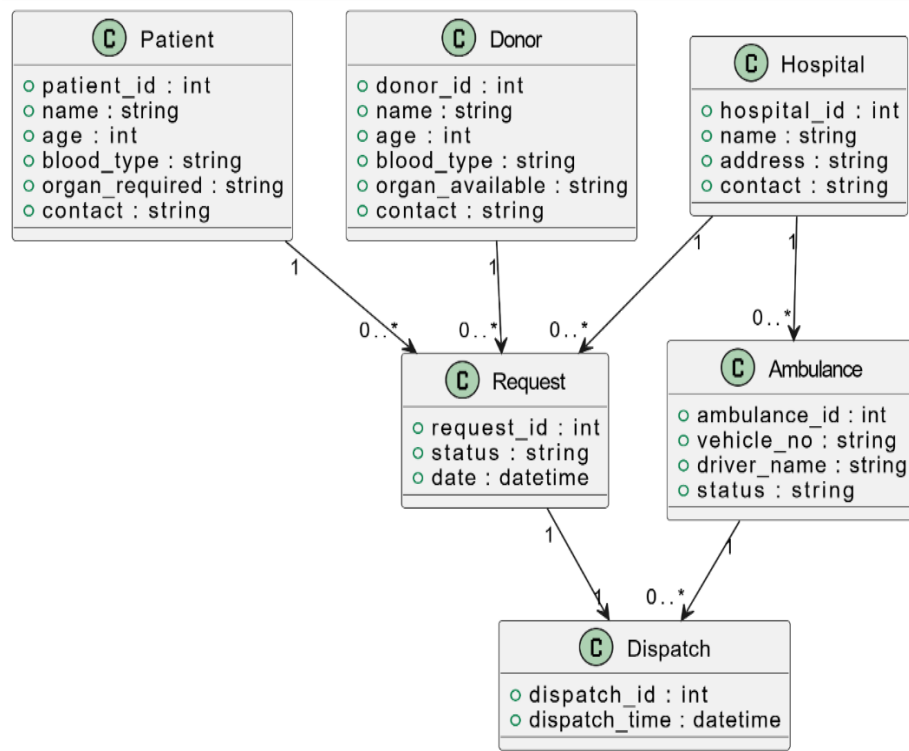 C Patient
patient_id : int
name : string
age : int
blood_type : string
organ_required : string
contact : string
C Donor
donor_id : int
name : string
age : int
blood_type : string
organ_available : string
contact : string
C Hospital
hospital_id : int
name : string
address : string
contact : string
1
1
1
1
0..*
0..*
0..*
0..*
C Request
request_id : int
status : string
date : datetime
C Ambulance
ambulance_id : int
vehicle_no : string
driver_name : string
status : string
1
1
1
0..*
C Dispatch
dispatch_id : int
dispatch_time : datetime